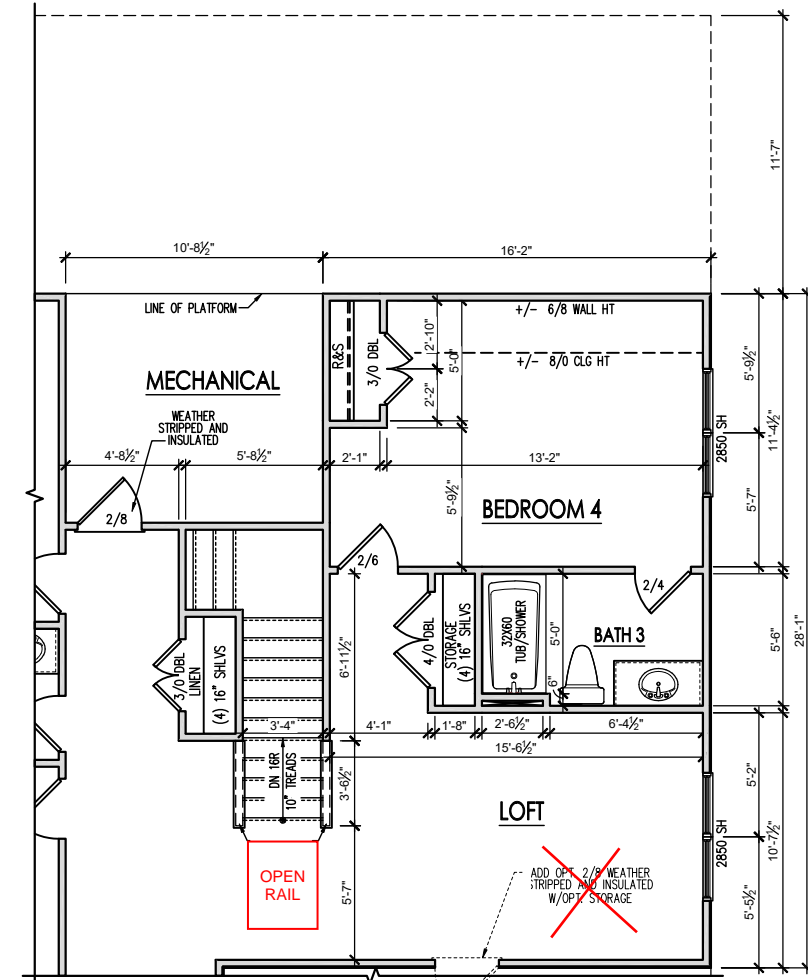 11'-7"
10'-8½"
16'-2"
LINE OF PLATFORM
+/- 6/8 WALL HT
+/- 8/0 CLG HT
R&S
3/0 DBL
2'-10"
5'-0"
2'-2"
5'-9½"
11'-4½"
2850 SH
MECHANICAL
WEATHER
STRIPPED AND
INSULATED
4'-8½"
5'-8½"
2'-1"
13'-2"
5'-9½"
5'-7"
BEDROOM 4
2/8
2/6
2/4
3/0 DBL
LINEN
(4) 16" SHLVS
6'-11½"
4/0 DBL
STORAGE
(4) 16" SHLVS
32X60
TUB/SHOWER
5'-0"
6"
BATH 3
5'-6"
28'-1"
3'-4"
4'-1"
1'-8"
2'-6½"
6'-4½"
15'-6½"
DN 16R
10" TREADS
3'-6½"
LOFT
5'-2"
10'-7½"
2850 SH
OPEN
RAIL
5'-7"
ADD OPT. 2/8 WEATHER
STRIPPED AND INSULATED
W/OPT. STORAGE
5'-5½"